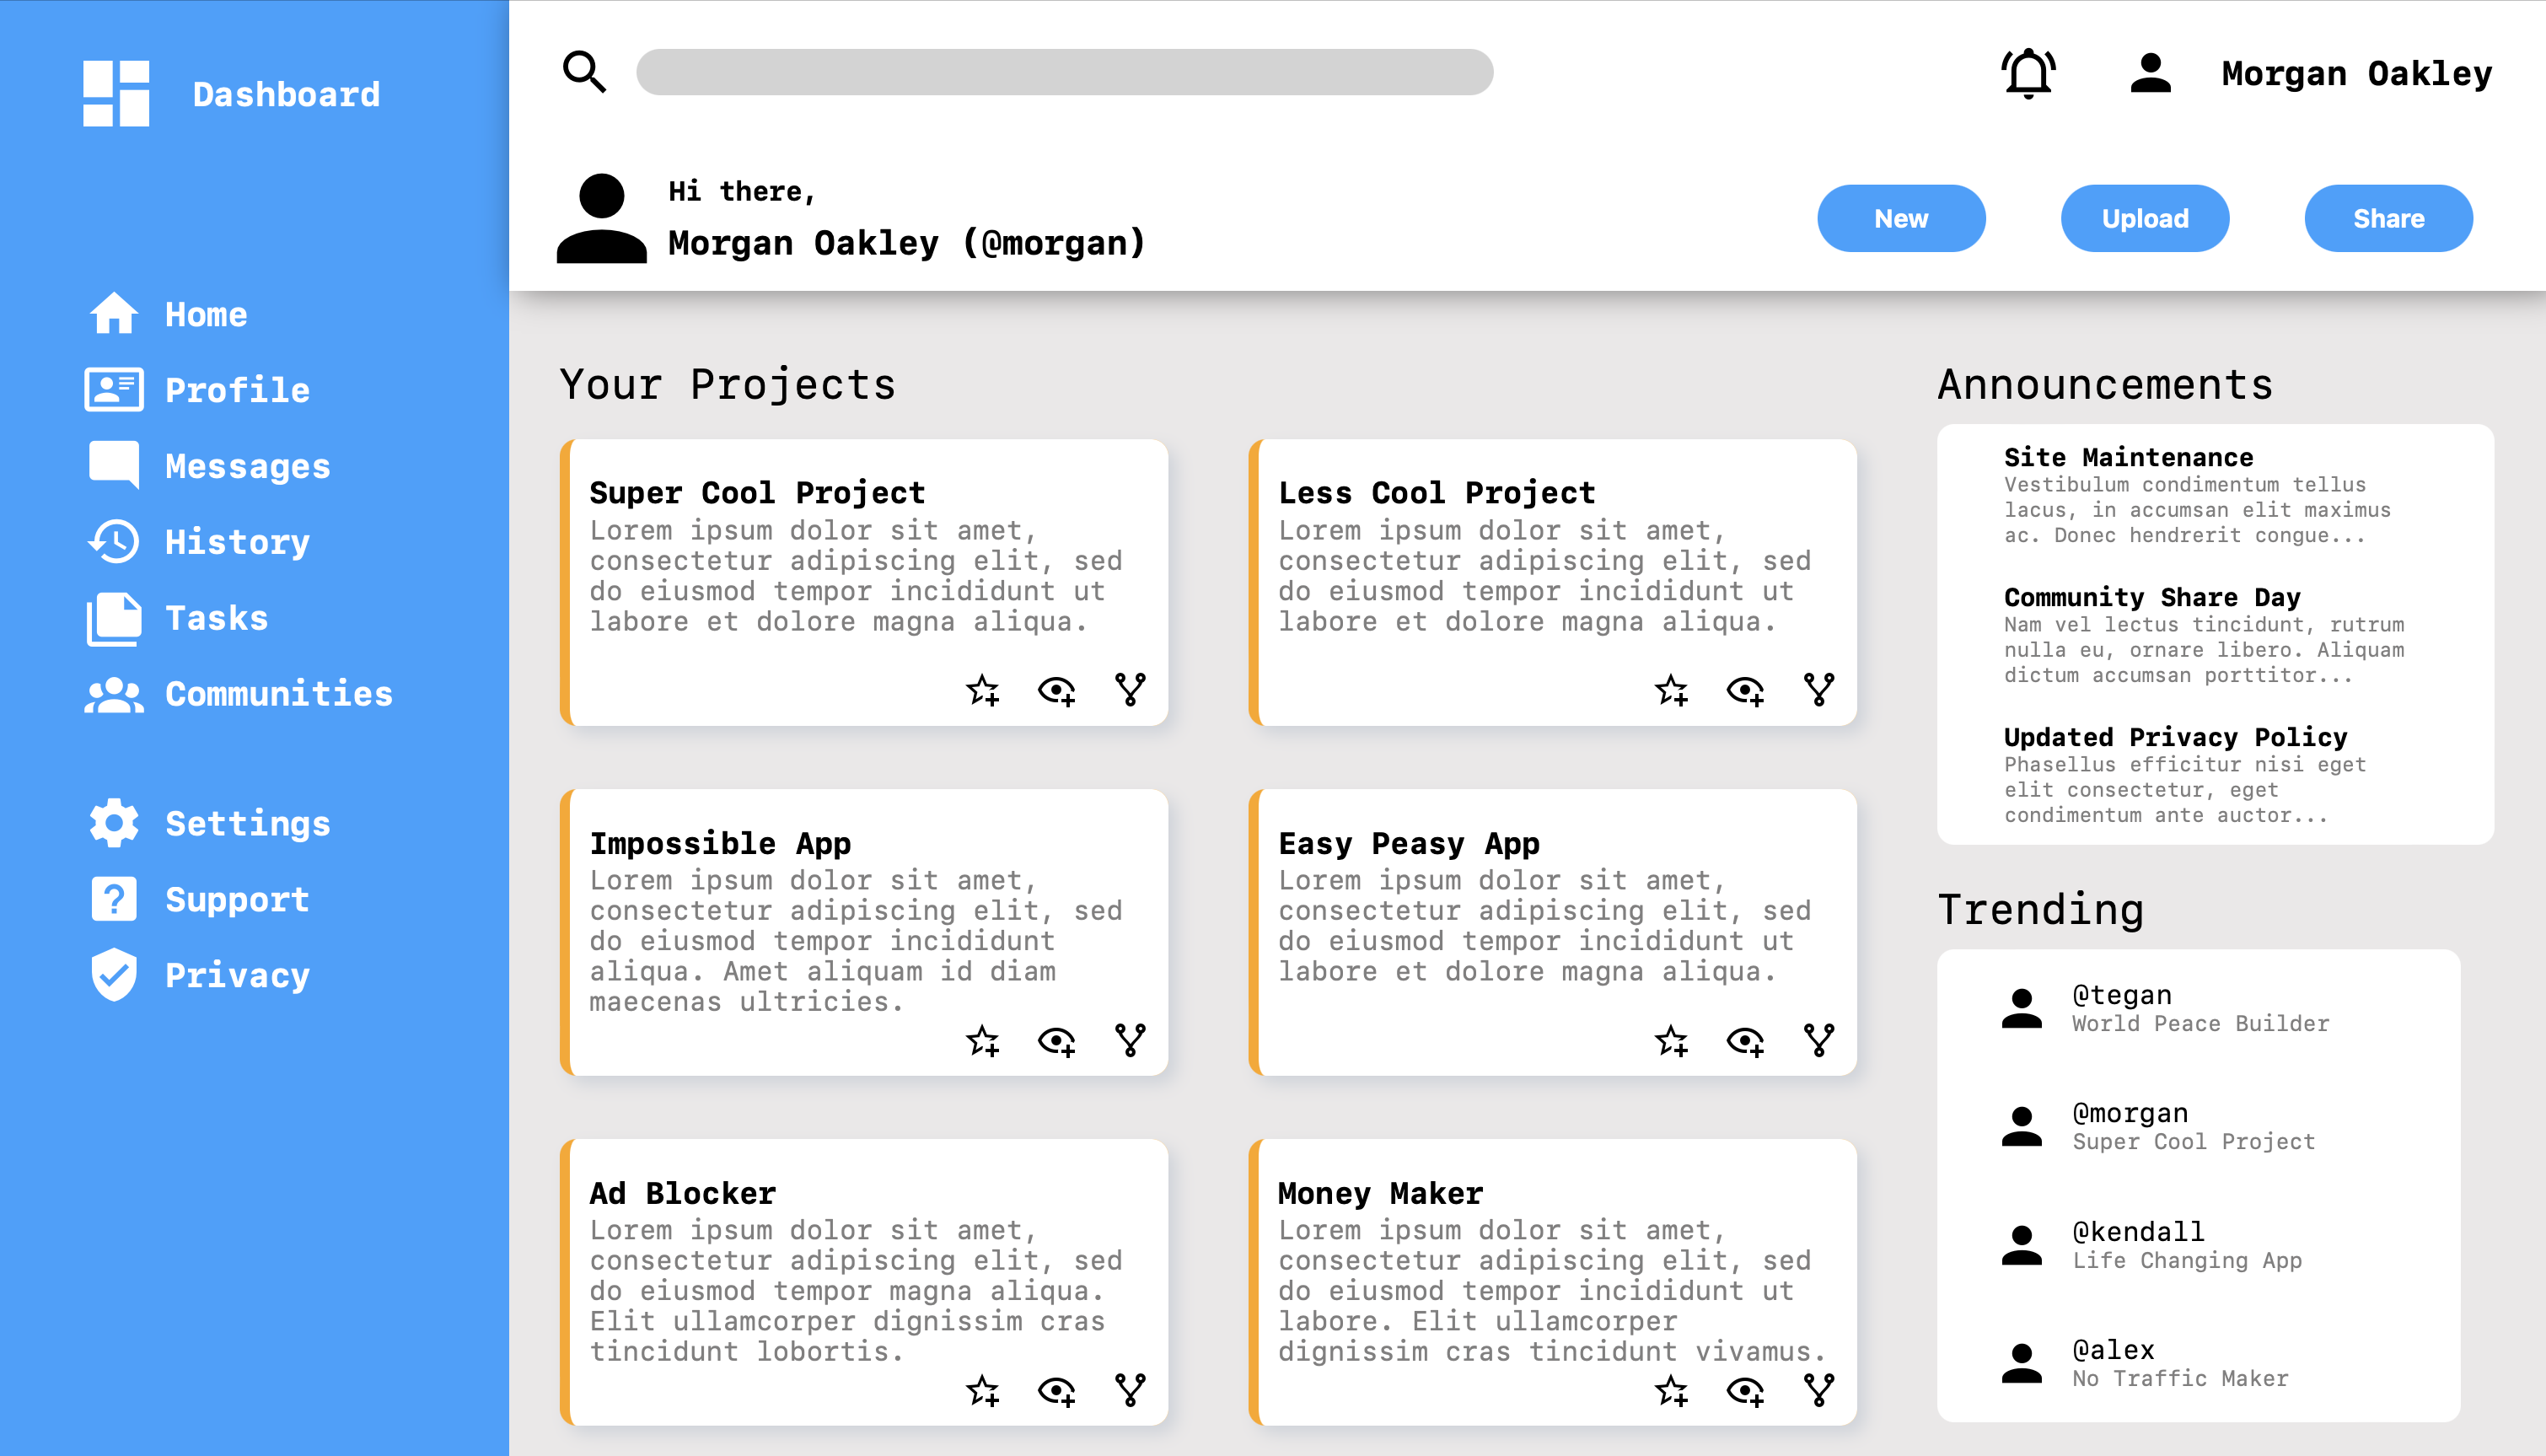 Dashboard
Home
Profile
Messages
History
Tasks
Communities
Settings
Support
Privacy
Morgan Oakley
Hi there,
Morgan Oakley (@morgan)
New
Upload
Share
Your Projects
Super Cool Project
Lorem ipsum dolor sit amet,
consectetur adipiscing elit, sed
do eiusmod tempor incididunt ut
labore et dolore magna aliqua.
Less Cool Project
Lorem ipsum dolor sit amet,
consectetur adipiscing elit, sed
do eiusmod tempor incididunt ut
labore et dolore magna aliqua.
Impossible App
Lorem ipsum dolor sit amet,
consectetur adipiscing elit, sed
do eiusmod tempor incididunt
aliqua. Amet aliquam id diam
maecenas ultricies.
Easy Peasy App
Lorem ipsum dolor sit amet,
consectetur adipiscing elit, sed
do eiusmod tempor incididunt ut
labore et dolore magna aliqua.
Ad Blocker
Lorem ipsum dolor sit amet,
consectetur adipiscing elit, sed
do eiusmod tempor magna aliqua.
Elit ullamcorper dignissim cras
tincidunt lobortis.
Money Maker
Lorem ipsum dolor sit amet,
consectetur adipiscing elit, sed
do eiusmod tempor incididunt ut
labore. Elit ullamcorper
dignissim cras tincidunt vivamus.
Announcements
Site Maintenance
Vestibulum condimentum tellus
lacus, in accumsan elit maximus
ac. Donec hendrerit congue...
Community Share Day
Nam vel lectus tincidunt, rutrum
nulla eu, ornare libero. Aliquam
dictum accumsan porttitor...
Updated Privacy Policy
Phasellus efficitur nisi eget
elit consectetur, eget
condimentum ante auctor...
Trending
@tegan
World Peace Builder
@morgan
Super Cool Project
@kendall
Life Changing App
@alex
No Traffic Maker